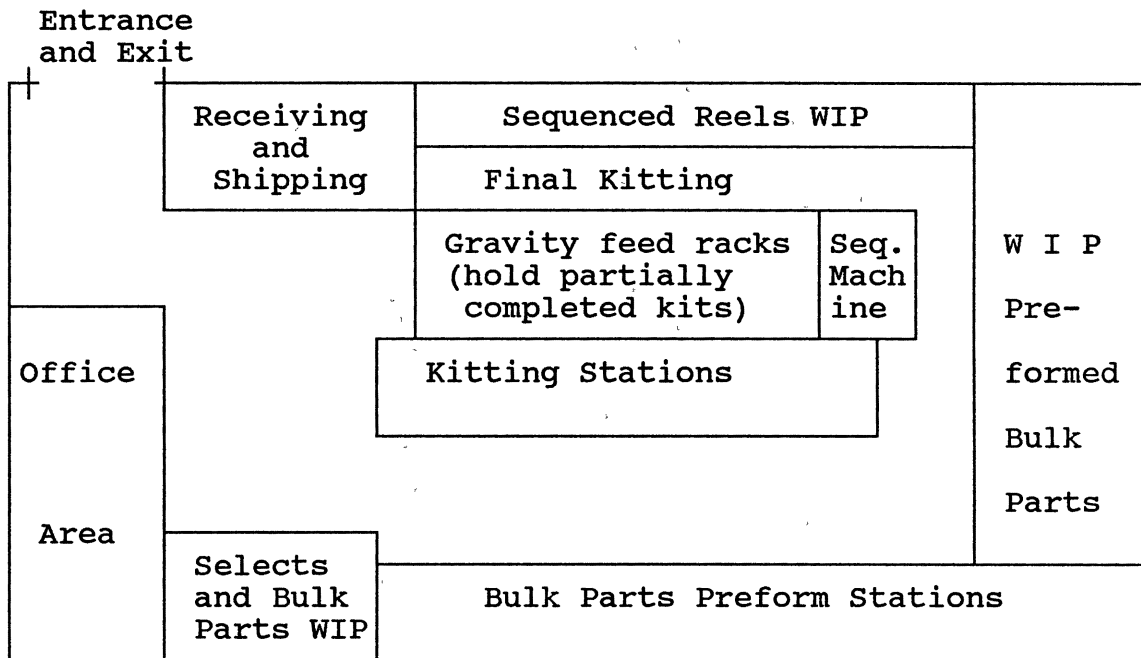 Entrance
and Exit
Receiving
and
Shipping
Sequenced Reels WIP
Final Kitting
Gravity feed racks
(hold partially
completed kits)
Seq.
Mach
ine
W I P
Pre-
formed
Bulk
Parts
Office
Area
Kitting Stations
Selects
and Bulk
Parts WIP
Bulk Parts Preform Stations